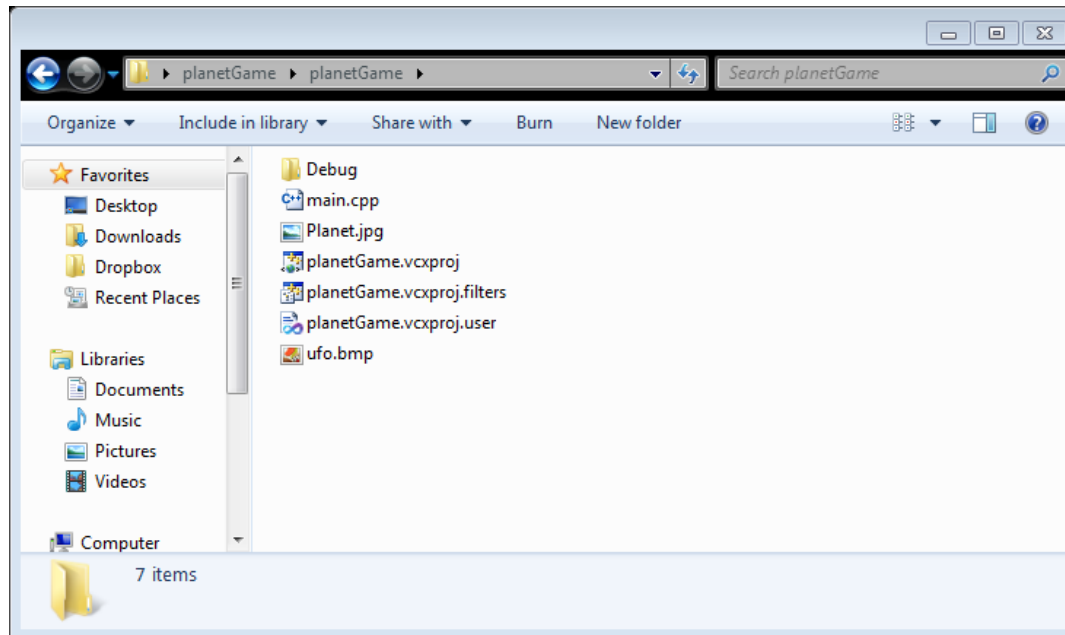 planetGame planetGame
Search planetGame
Organize Include in library Share with Burn New folder
Favorites
Desktop
Downloads
Dropbox
Recent Places
Libraries
Documents
Music
Pictures
Videos
Computer
Debug
main.cpp
Planet.jpg
planetGame.vcxproj
planetGame.vcxproj.filters
planetGame.vcxproj.user
ufo.bmp
7 items